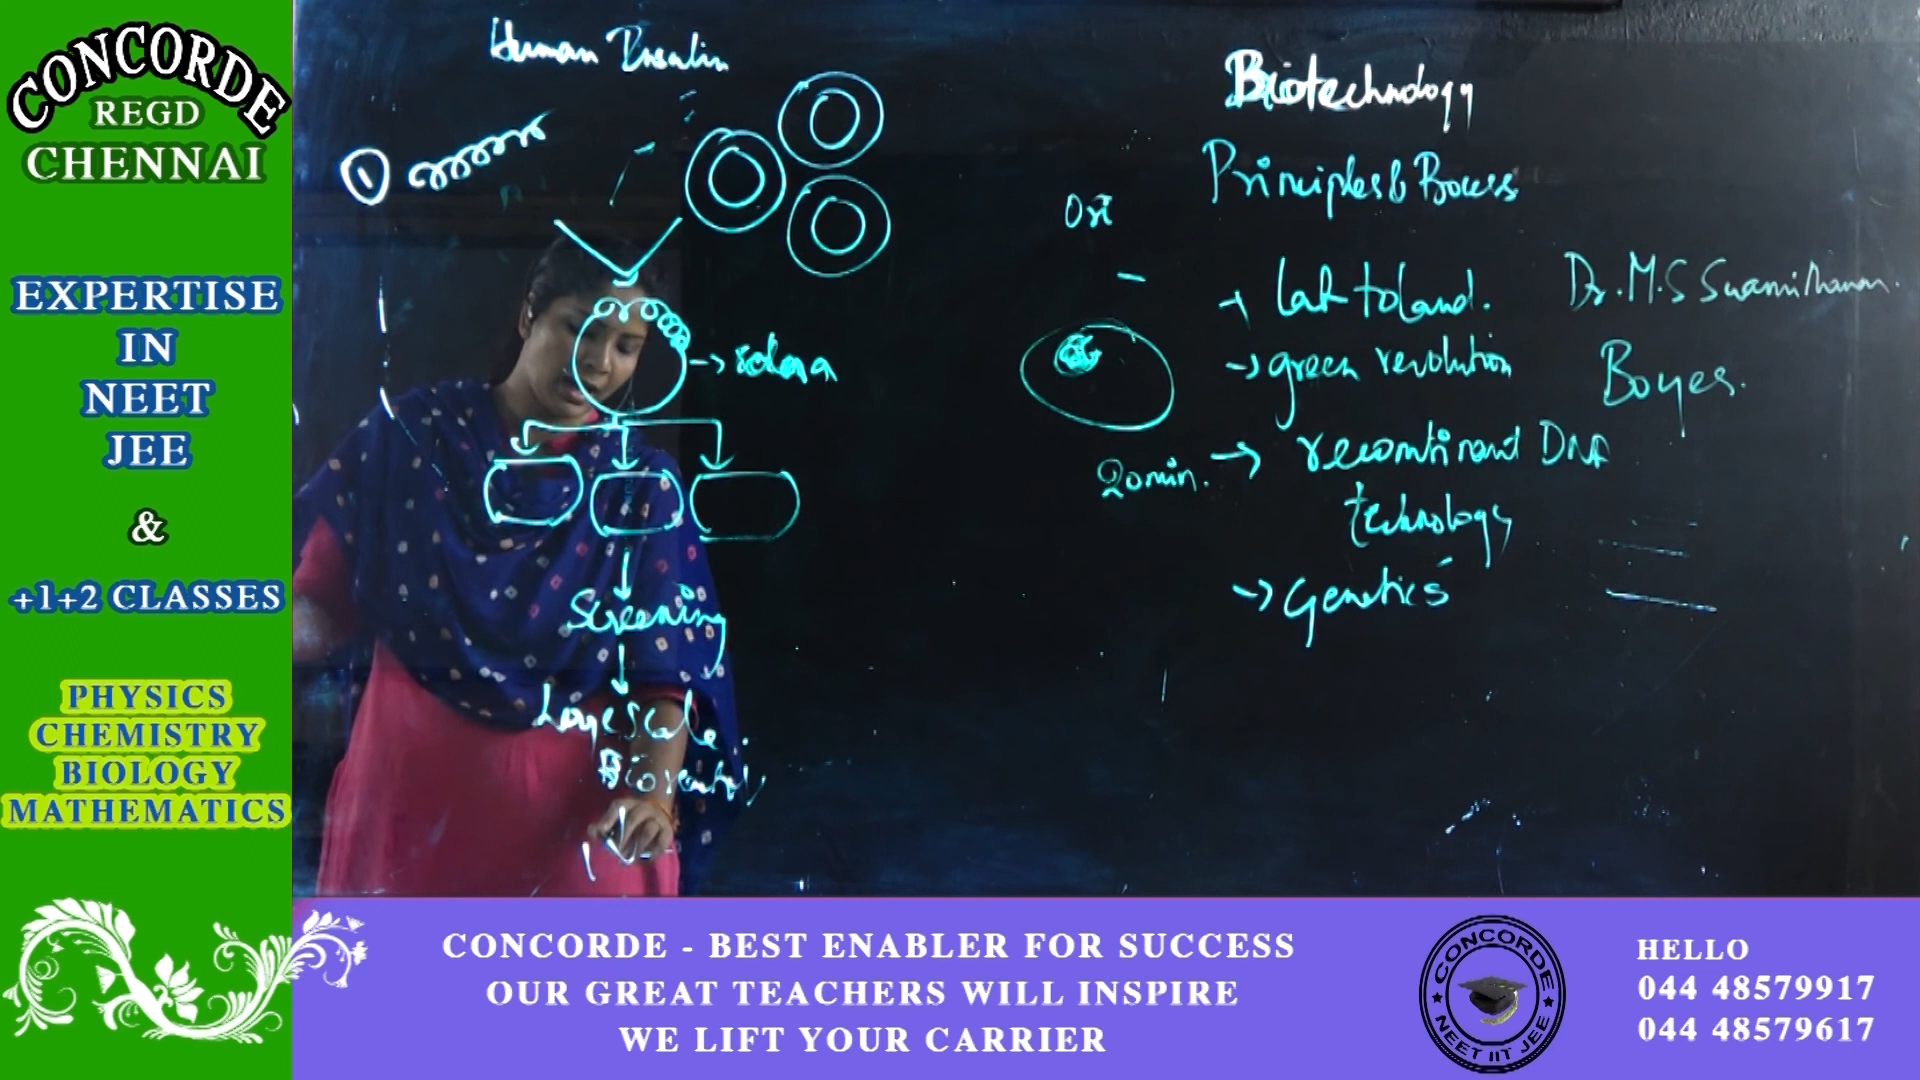 CONCORDE
REGD
CHENNAI
EXPERTISE
IN
NEET
JEE
&
+1+2 CLASSES
PHYSICS
CHEMISTRY
BIOLOGY
MATHEMATICS
Human Insulin
1
→ rDNA
Screening
Large Scale.
Biotechnology
Principles & Process
Ori
→ Lab to land. Dr. M.S Swaminathan.
→ green revolution Boyer.
20min. → recombinant DNA
technology
→ Genetics
CONCORDE - BEST ENABLER FOR SUCCESS
OUR GREAT TEACHERS WILL INSPIRE
WE LIFT YOUR CARRIER
CONCORDE
NEET IIT JEE
HELLO
044 48579917
044 48579617